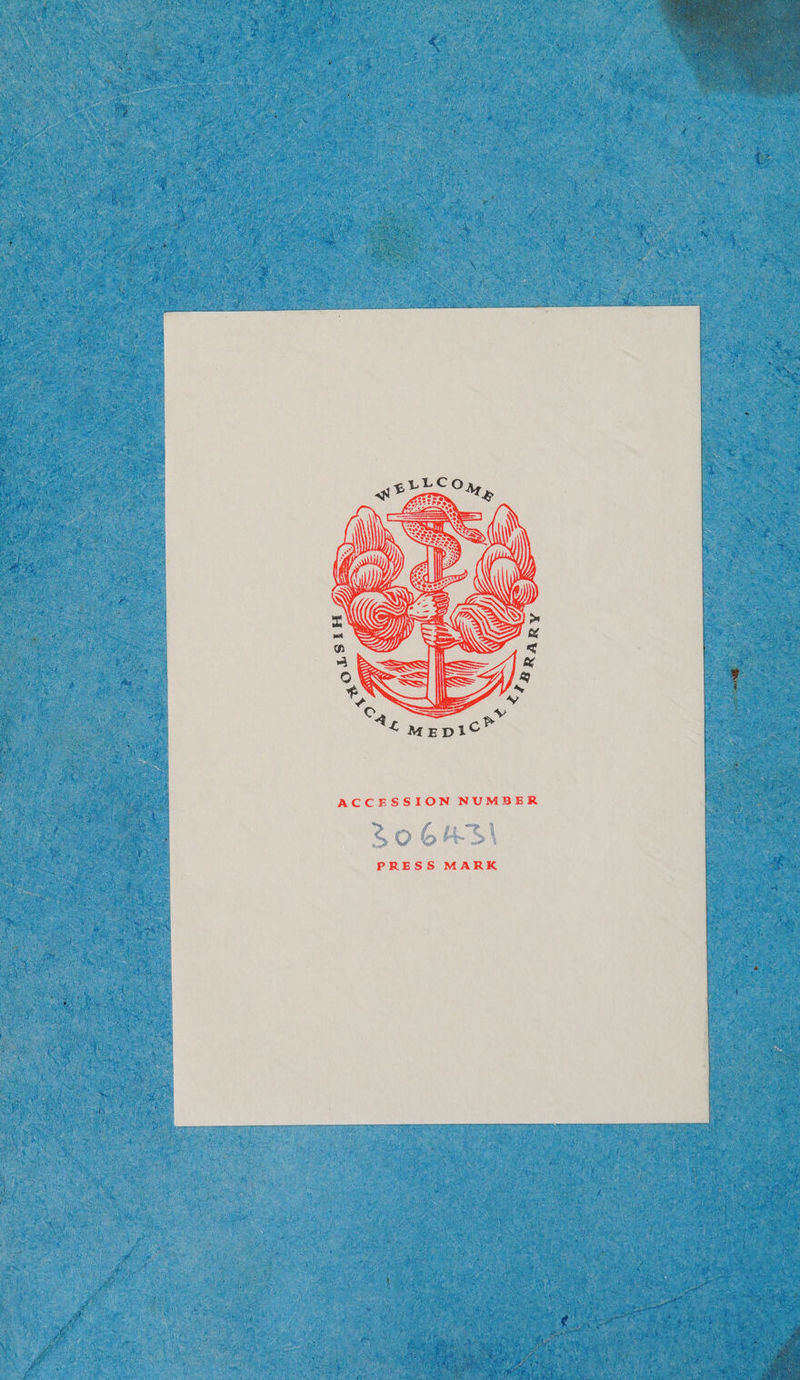 WELLCOME
HISTORICAL MEDICAL LIBRARY
ACCESSION NUMBER
306431
PRESS MARK